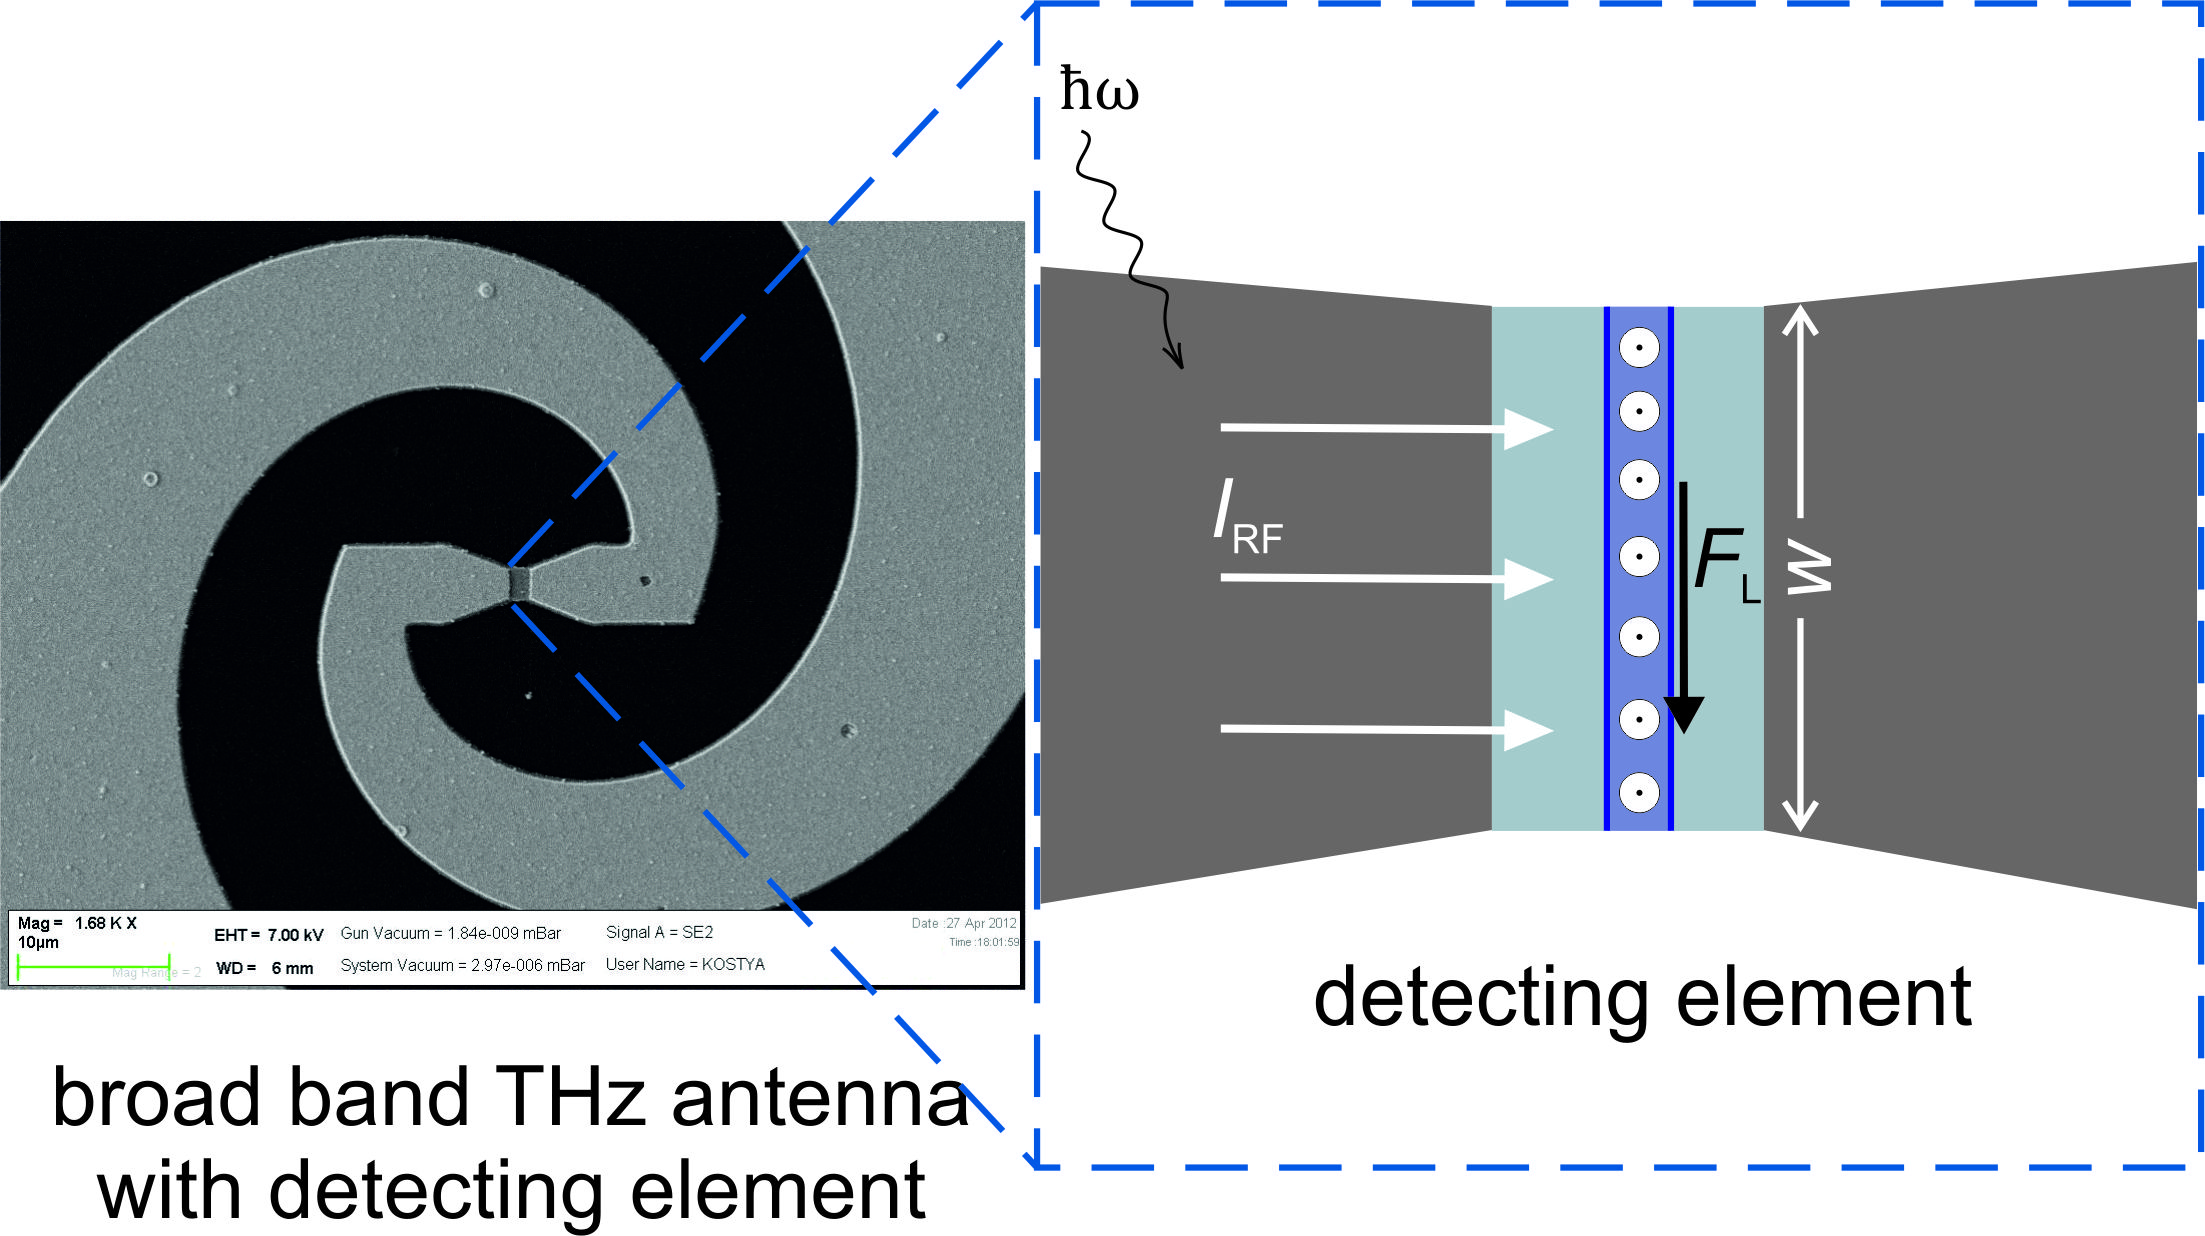 ħω
I RF
F L
w
Mag = 1.68 K X
10µm
Mag Range = 2
EHT = 7.00 kV
WD = 6 mm
Gun Vacuum = 1.84e-009 mBar
System Vacuum = 2.97e-006 mBar
Signal A = SE2
User Name = KOSTYA
Date :27 Apr 2012
Time :18:01:59
detecting element
broad band THz antenna
with detecting element